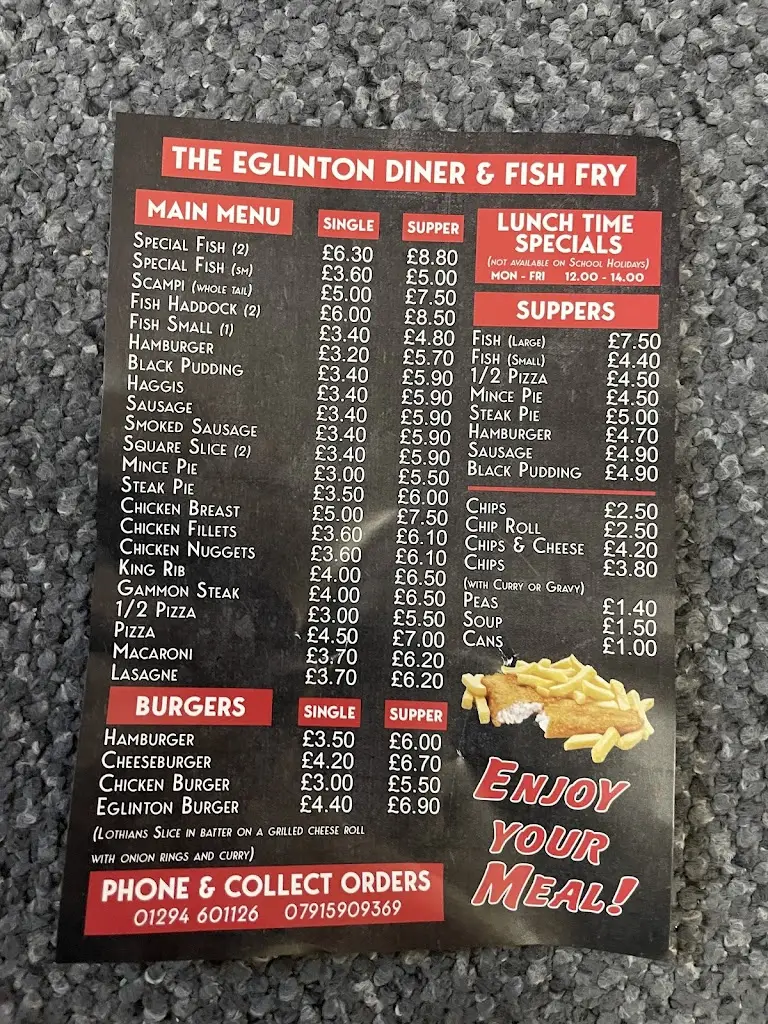 THE EGLINTON DINER & FISH FRY
MAIN MENU SINGLE SUPPER
SPECIAL FISH (2) £6.30 £8.80
SPECIAL FISH (SM) £3.60 £5.00
SCAMPI (WHOLE TAIL) £5.00 £7.50
FISH HADDOCK (2) £6.00 £8.50
FISH SMALL (1) £3.40 £4.80
HAMBURGER £3.20 £5.70
BLACK PUDDING £3.40 £5.90
HAGGIS £3.40 £5.90
SAUSAGE £3.40 £5.90
SMOKED SAUSAGE £3.40 £5.90
SQUARE SLICE (2) £3.40 £5.90
MINCE PIE £3.00 £5.50
STEAK PIE £3.50 £6.00
CHICKEN BREAST £5.00 £7.50
CHICKEN FILLETS £3.60 £6.10
CHICKEN NUGGETS £3.60 £6.10
KING RIB £4.00 £6.50
GAMMON STEAK £4.00 £6.50
1/2 PIZZA £3.00 £5.50
PIZZA £4.50 £7.00
MACARONI £3.70 £6.20
LASAGNE £3.70 £6.20
BURGERS SINGLE SUPPER
HAMBURGER £3.50 £6.00
CHEESEBURGER £4.20 £6.70
CHICKEN BURGER £3.00 £5.50
EGLINTON BURGER £4.40 £6.90
(LOTHIANS SLICE IN BATTER ON A GRILLED CHEESE ROLL
WITH ONION RINGS AND CURRY)
PHONE & COLLECT ORDERS
01294 601126 07915909369
LUNCH TIME
SPECIALS
(NOT AVAILABLE ON SCHOOL HOLIDAYS)
MON - FRI 12.00 - 14.00
SUPPERS
FISH (LARGE) £7.50
FISH (SMALL) £4.40
1/2 PIZZA £4.50
MINCE PIE £4.50
STEAK PIE £5.00
HAMBURGER £4.70
SAUSAGE £4.90
BLACK PUDDING £4.90
CHIPS £2.50
CHIP ROLL £2.50
CHIPS & CHEESE £4.20
CHIPS £3.80
(WITH CURRY OR GRAVY)
PEAS £1.40
SOUP £1.50
CANS £1.00
ENJOY
YOUR
MEAL!